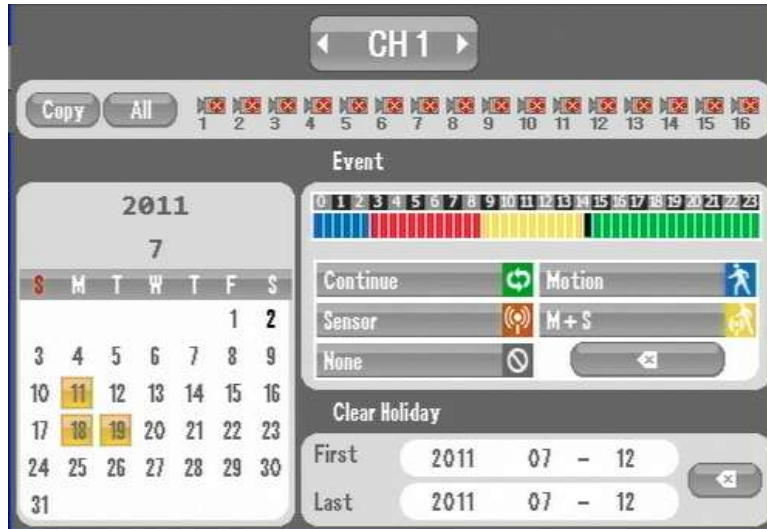 CH 1
Copy All
1 2 3 4 5 6 7 8 9 10 11 12 13 14 15 16
Event
0 1 2 3 4 5 6 7 8 9 10 11 12 13 14 15 16 17 18 19 20 21 22 23
2011
7
S M T W T F S
1 2
3 4 5 6 7 8 9
10 11 12 13 14 15 16
17 18 19 20 21 22 23
24 25 26 27 28 29 30
31
Continue Motion
Sensor M + S
None
Clear Holiday
First 2011 07 - 12
Last 2011 07 - 12